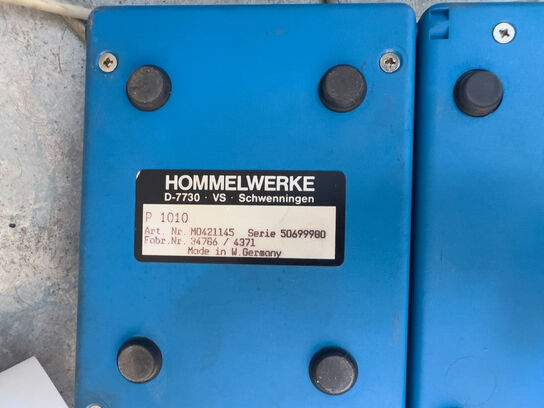 HOMMELWERKE
D-7730 · VS · Schwenningen
P 1010
Art. Nr. M0421145 Serie 50699980
Fabr.Nr. 34766 / 4371
Made in W.Germany